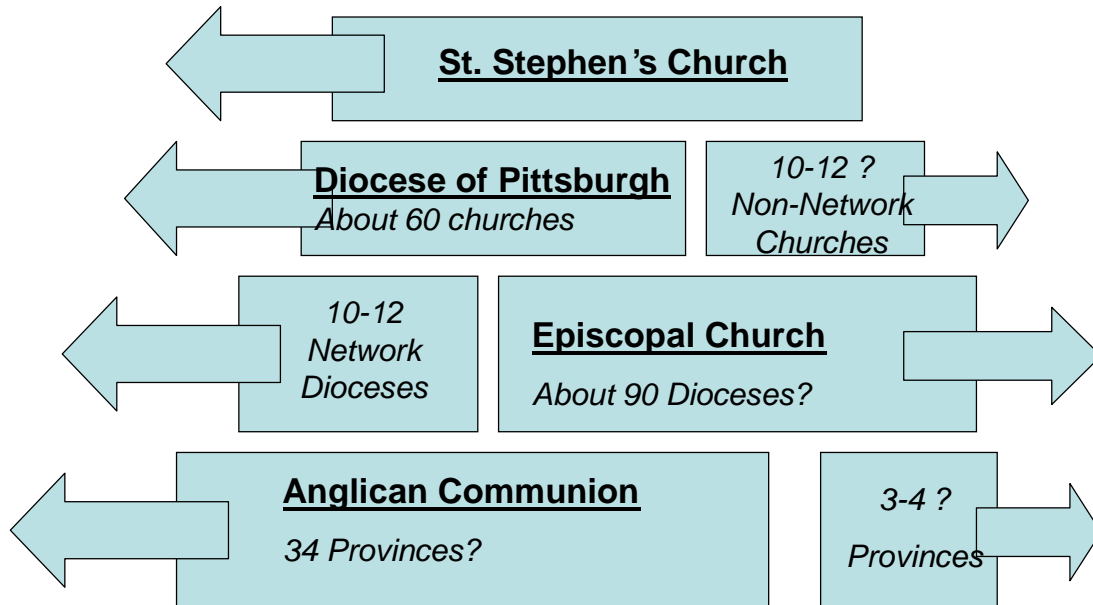 St. Stephen’s Church
Diocese of Pittsburgh
About 60 churches
10-12 ?
Non-Network
Churches
10-12
Network
Dioceses
Episcopal Church
About 90 Dioceses?
Anglican Communion
34 Provinces?
3-4 ?
Provinces